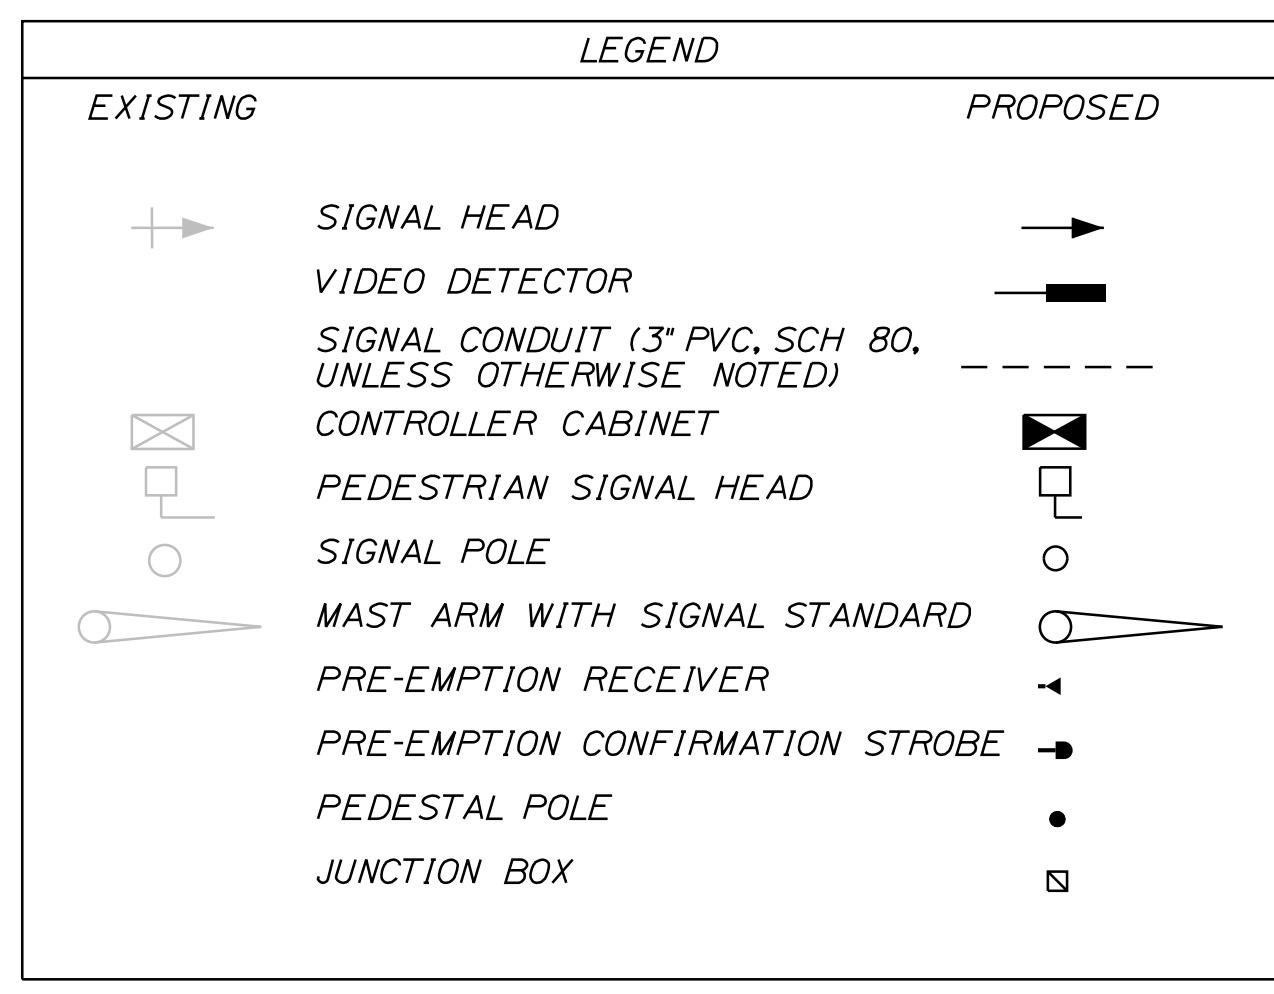 LEGEND
EXISTING PROPOSED
SIGNAL HEAD
VIDEO DETECTOR
SIGNAL CONDUIT (3" PVC, SCH 80,
UNLESS OTHERWISE NOTED)
CONTROLLER CABINET
PEDESTRIAN SIGNAL HEAD
SIGNAL POLE
MAST ARM WITH SIGNAL STANDARD
PRE-EMPTION RECEIVER
PRE-EMPTION CONFIRMATION STROBE
PEDESTAL POLE
JUNCTION BOX